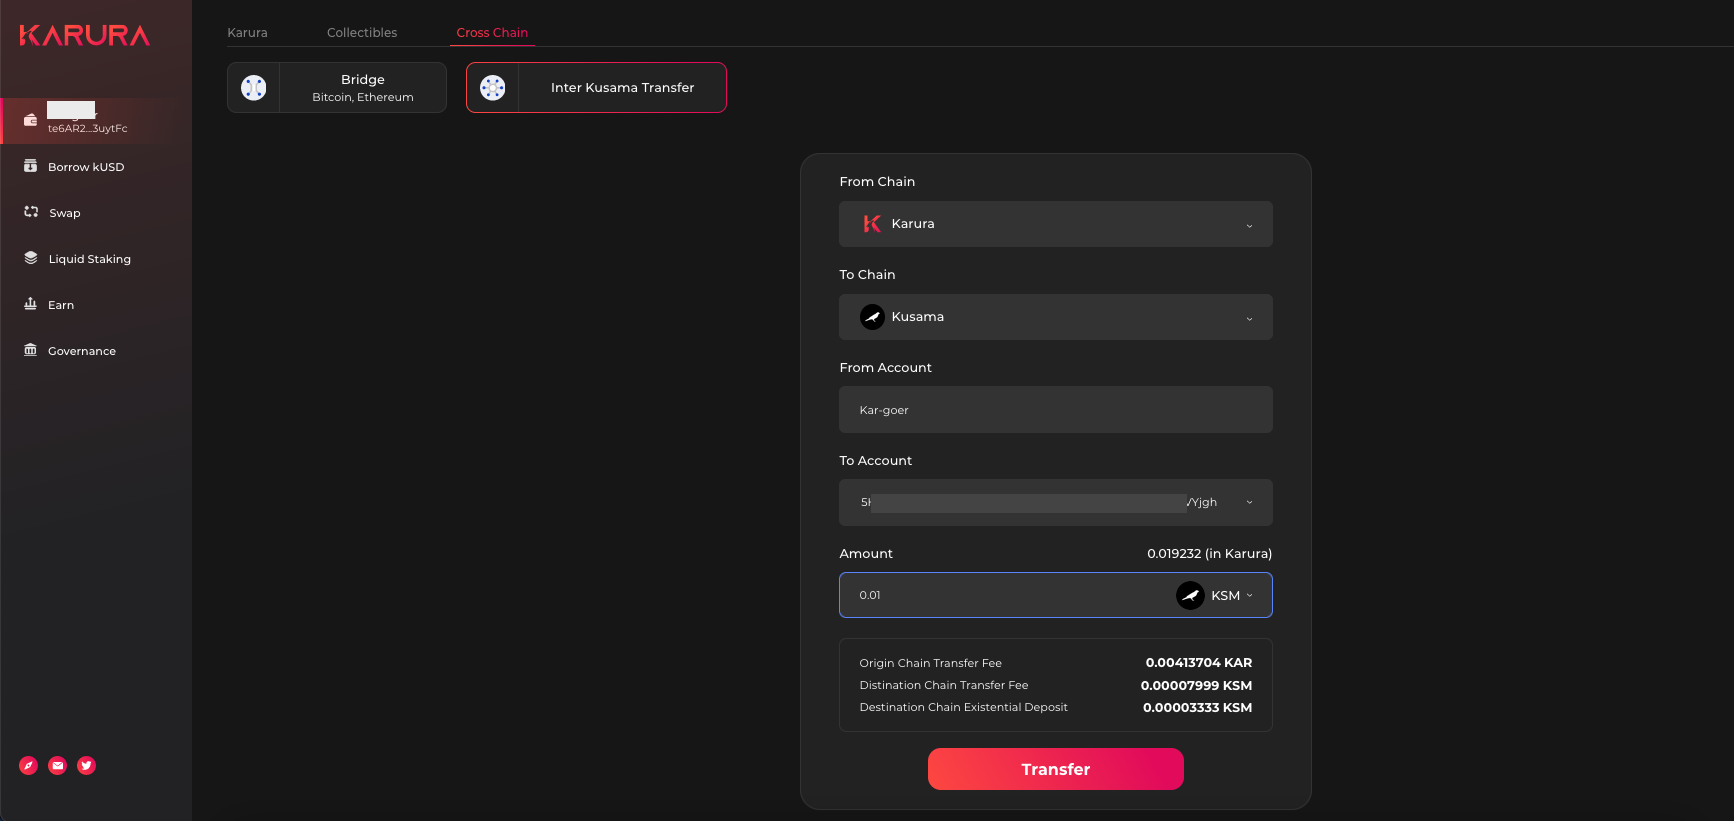 KARURA
te6AR2...3uytFc
Borrow kUSD
Swap
Liquid Staking
Earn
Governance
Karura
Collectibles
Cross Chain
Bridge
Bitcoin, Ethereum
Inter Kusama Transfer
From Chain
Karura
To Chain
Kusama
From Account
Kar-goer
To Account
Yjgh
Amount
0.019232 (in Karura)
0.01
KSM
Origin Chain Transfer Fee
0.00413704 KAR
Distination Chain Transfer Fee
0.00007999 KSM
Destination Chain Existential Deposit
0.00003333 KSM
Transfer